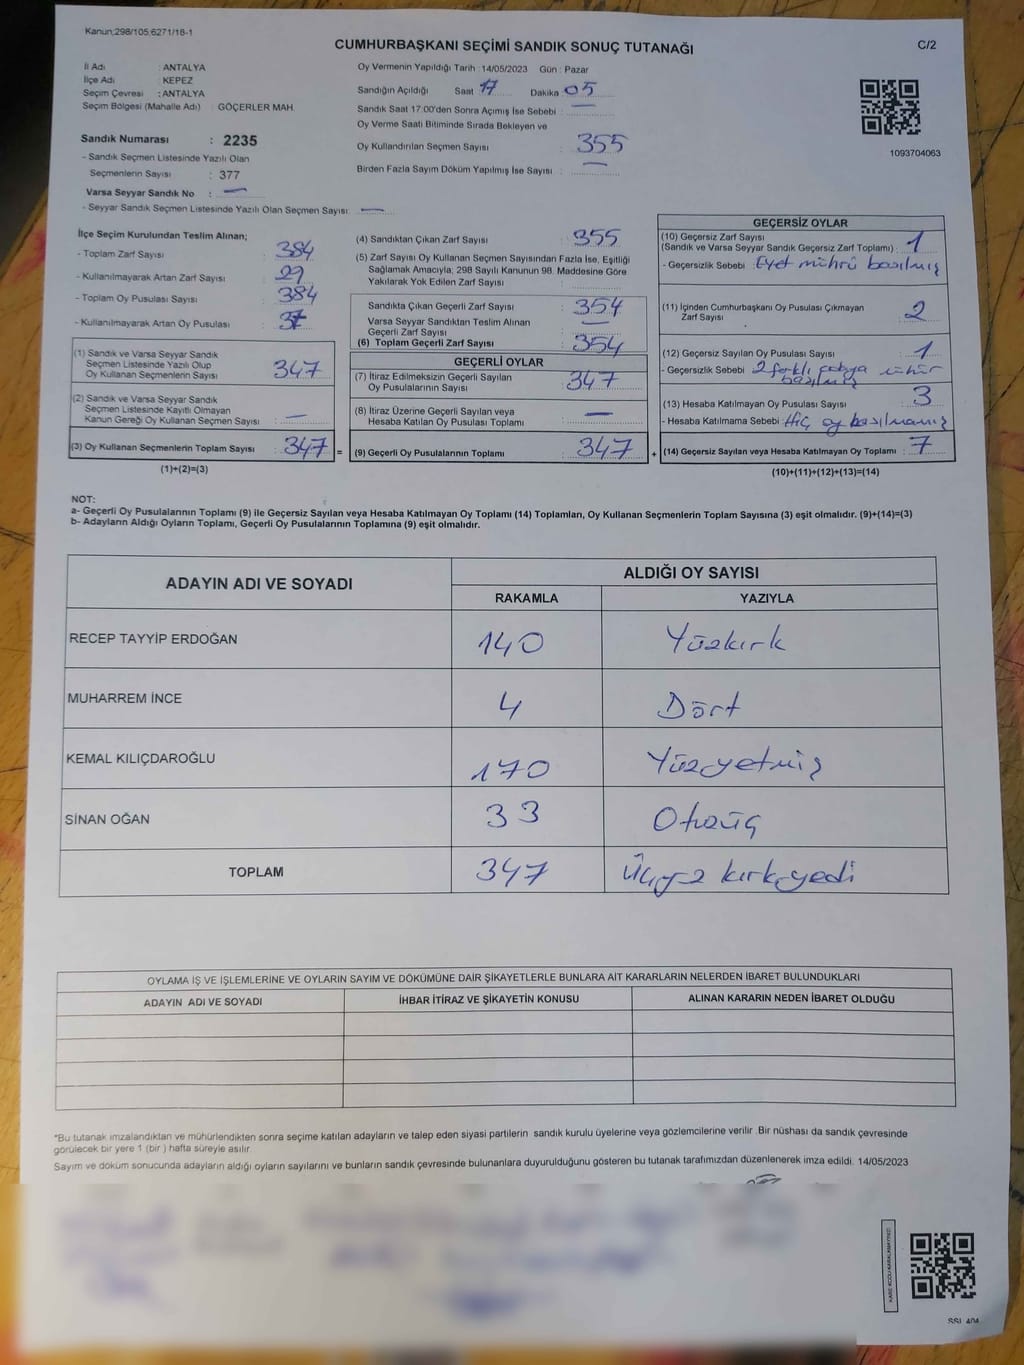 Kanun;298/105;6271/18-1
CUMHURBAŞKANI SEÇİMİ SANDIK SONUÇ TUTANAĞI
C/2
İl Adı : ANTALYA
İlçe Adı : KEPEZ
Seçim Çevresi : ANTALYA
Seçim Bölgesi (Mahalle Adı) : GÖÇERLER MAH
Sandık Numarası : 2235
- Sandık Seçmen Listesinde Yazılı Olan
Seçmenlerin Sayısı : 377
Varsa Seyyar Sandık No : —
- Seyyar Sandık Seçmen Listesinde Yazılı Olan Seçmen Sayısı: —
Oy Vermenin Yapıldığı Tarih : 14/05/2023 Gün : Pazar
Sandığın Açıldığı Saat 17 Dakika 05
Sandık Saat 17:00'den Sonra Açımış İse Sebebi : —
Oy Verme Saati Bitiminde Sırada Bekleyen ve
Oy Kullandırılan Seçmen Sayısı : 355
Birden Fazla Sayım Döküm Yapılmış İse Sayısı : —
1093704063
İlçe Seçim Kurulundan Teslim Alınan;
- Toplam Zarf Sayısı : 384
- Kullanılmayarak Artan Zarf Sayısı : 29
- Toplam Oy Pusulası Sayısı : 384
- Kullanılmayarak Artan Oy Pusulası :
(1) Sandık ve Varsa Seyyar Sandık
Seçmen Listesinde Yazılı Olup
Oy Kullanan Seçmenlerin Sayısı : 347
(2) Sandık ve Varsa Seyyar Sandık
Seçmen Listesinde Kayıtlı Olmayan
Kanun Gereği Oy Kullanan Seçmen Sayısı : —
(3) Oy Kullanan Seçmenlerin Toplam Sayısı : 347 =
(1)+(2)=(3)
(4) Sandıktan Çıkan Zarf Sayısı : 355
(5) Zarf Sayısı Oy Kullanan Seçmen Sayısından Fazla İse, Eşitliği
Sağlamak Amacıyla; 298 Sayılı Kanunun 98. Maddesine Göre
Yakılarak Yok Edilen Zarf Sayısı :
Sandıkta Çıkan Geçerli Zarf Sayısı : 354
Varsa Seyyar Sandıktan Teslim Alınan
Geçerli Zarf Sayısı : —
(6) Toplam Geçerli Zarf Sayısı : 354
GEÇERLİ OYLAR
(7) İtiraz Edilmeksizin Geçerli Sayılan
Oy Pusulalarının Sayısı : 347
(8) İtiraz Üzerine Geçerli Sayılan veya
Hesaba Katılan Oy Pusulaları Toplamı : —
(9) Geçerli Oy Pusulalarının Toplamı : 347 +
GEÇERSİZ OYLAR
(10) Geçersiz Zarf Sayısı
(Sandık ve Varsa Seyyar Sandık Geçersiz Zarf Toplamı) : 1
- Geçersizlik Sebebi : Evet mührü basılmış
(11) İçinden Cumhurbaşkanı Oy Pusulası Çıkmayan
Zarf Sayısı : 2
(12) Geçersiz Sayılan Oy Pusulası Sayısı : 1
- Geçersizlik Sebebi : 2 farklı mühür
basılmış
(13) Hesaba Katılmayan Oy Pusulası Sayısı : 3
- Hesaba Katılmama Sebebi : Hiç oy basılmamış
(14) Geçersiz Sayılan veya Hesaba Katılmayan Oy Toplamı : 7
(10)+(11)+(12)+(13)=(14)
NOT:
a- Geçerli Oy Pusulalarının Toplamı (9) ile Geçersiz Sayılan veya Hesaba Katılmayan Oy Toplamı (14) Toplamları, Oy Kullanan Seçmenlerin Toplam Sayısına (3) eşit olmalıdır. (9)+(14)=(3)
b- Adayların Aldığı Oyların Toplamı, Geçerli Oy Pusulalarının Toplamına (9) eşit olmalıdır.
ADAYIN ADI VE SOYADI
ALDIĞI OY SAYISI
RAKAMLA YAZIYLA
RECEP TAYYİP ERDOĞAN 140 Yüzkırk
MUHARREM İNCE 4 Dört
KEMAL KILIÇDAROĞLU 170 Yüzyetmiş
SİNAN OĞAN 33 Otuzüç
TOPLAM 347 Üçyüz kırkyedi
OYLAMA İŞ VE İŞLEMLERİNE VE OYLARIN SAYIM VE DÖKÜMÜNE DAİR ŞİKAYETLERLE BUNLARA AİT KARARLARIN NELERDEN İBARET BULUNDUKLARI
ADAYIN ADI VE SOYADI İHBAR İTİRAZ VE ŞİKAYETİN KONUSU ALINAN KARARIN NEDEN İBARET OLDUĞU
*Bu tutanak imzalandıktan ve mühürlendikten sonra seçime katılan adayların ve talep eden siyasi partilerin sandık kurulu üyelerine veya gözlemcilerine verilir. Bir nüshası da sandık çevresinde
görülecek bir yere 1 (bir ) hafta süreyle asılır.
Sayım ve döküm sonucunda adayların aldığı oyların sayılarını ve bunların sandık çevresinde bulunanlara duyurulduğunu gösteren bu tutanak tarafımızdan düzenlenerek imza edildi. 14/05/2023